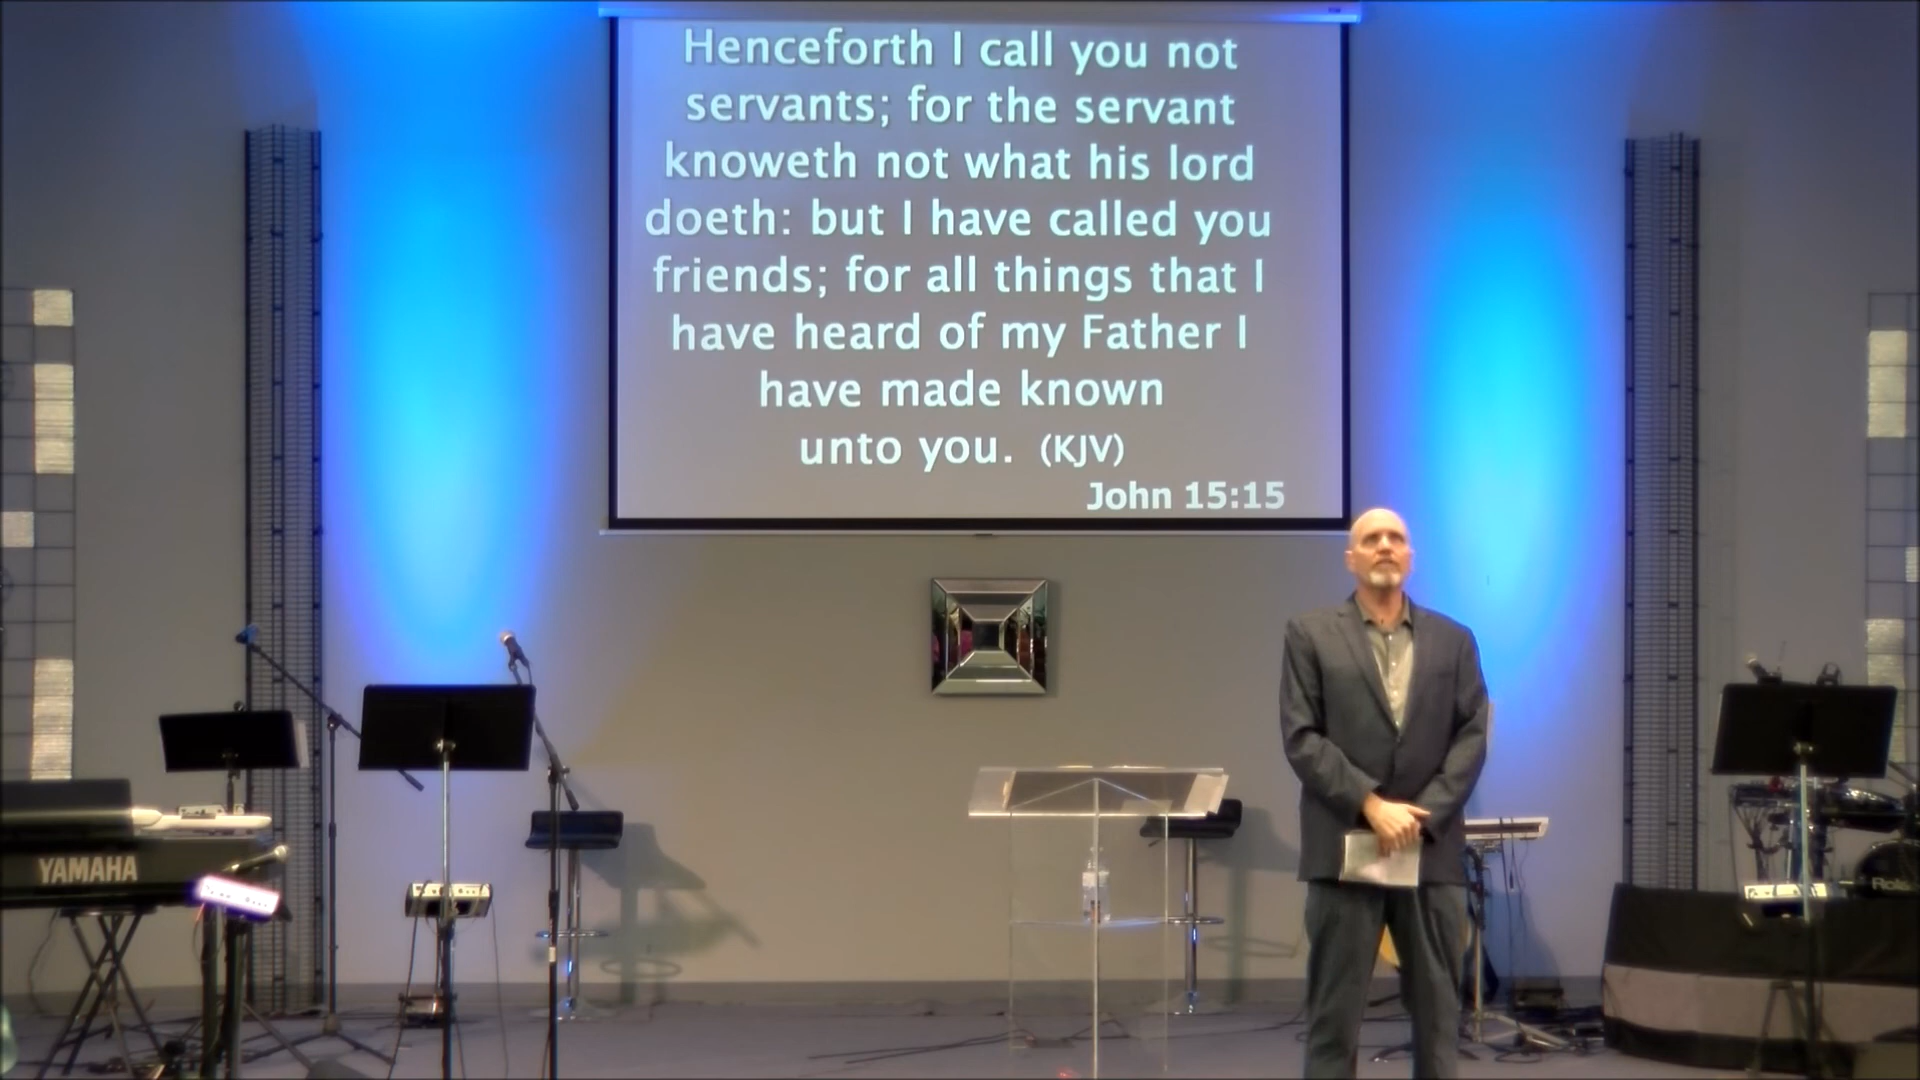 Henceforth I call you not
servants; for the servant
knoweth not what his lord
doeth: but I have called you
friends; for all things that I
have heard of my Father I
have made known
unto you. (KJV)
John 15:15
YAMAHA
Roland